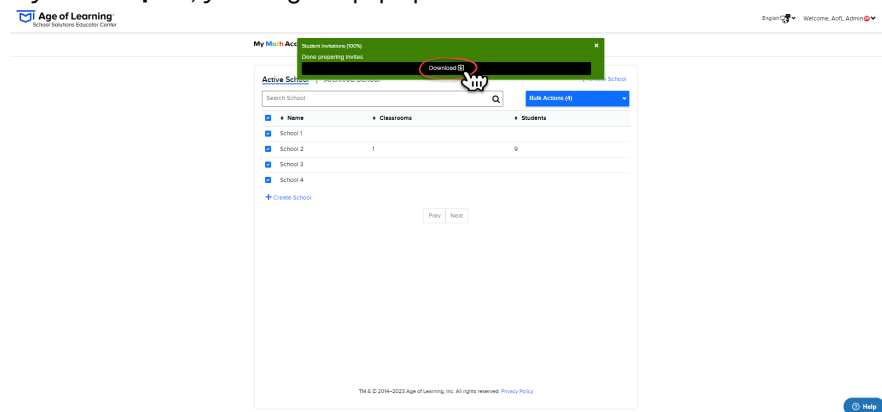 Age of Learning
School Solutions Educator Center
English
Welcome, AofL Admin
My Math Acc
Student Invitations (100%)
Done preparing invites
Download
Active School
Search School
Bulk Actions (4)
Name Classrooms Students
School 1
School 2 1 9
School 3
School 4
+ Create School
Prev Next
TM & © 2014–2023 Age of Learning, Inc. All rights reserved. Privacy Policy
Help